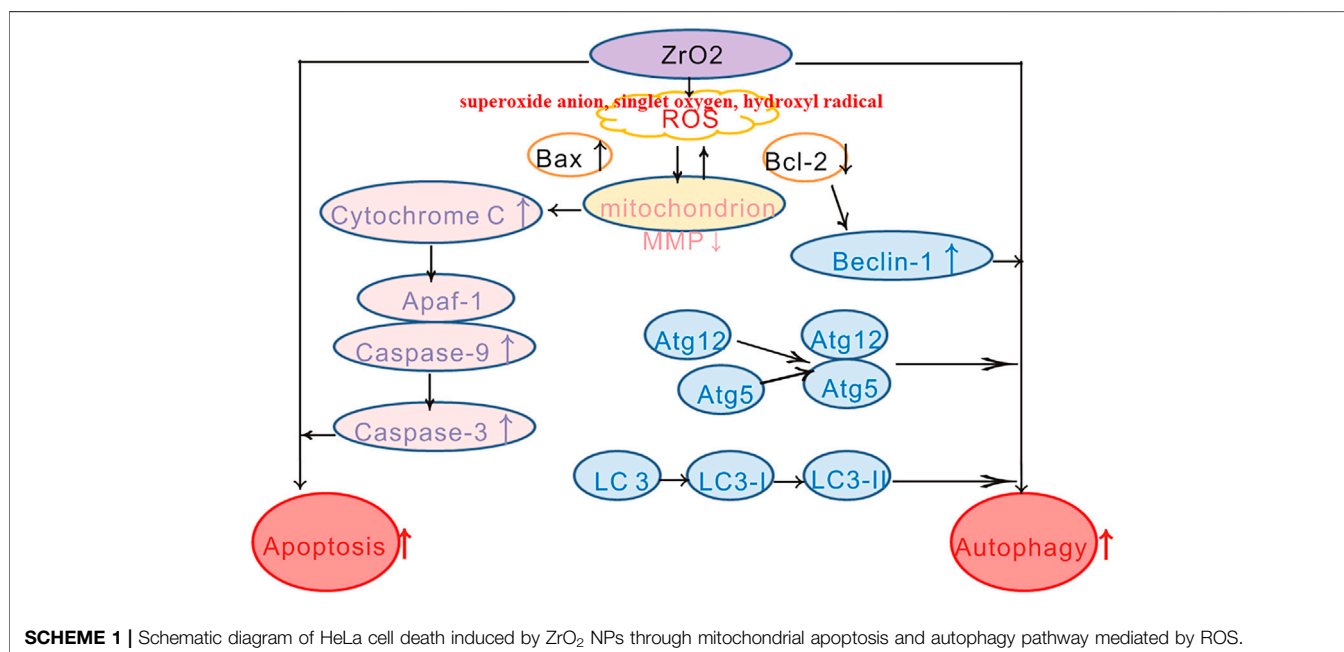 ZrO2
superoxide anion, singlet oxygen, hydroxyl radical
ROS
Bax ↑
Bcl-2 ↓
Cytochrome C ↑
mitochondrion
MMP ↓
Beclin-1 ↑
Apaf-1
Caspase-9 ↑
Atg12
Atg12
Atg5
Atg5
Caspase-3 ↑
LC 3
LC3-I
LC3-II
Apoptosis ↑
Autophagy ↑
SCHEME 1 | Schematic diagram of HeLa cell death induced by ZrO₂ NPs through mitochondrial apoptosis and autophagy pathway mediated by ROS.